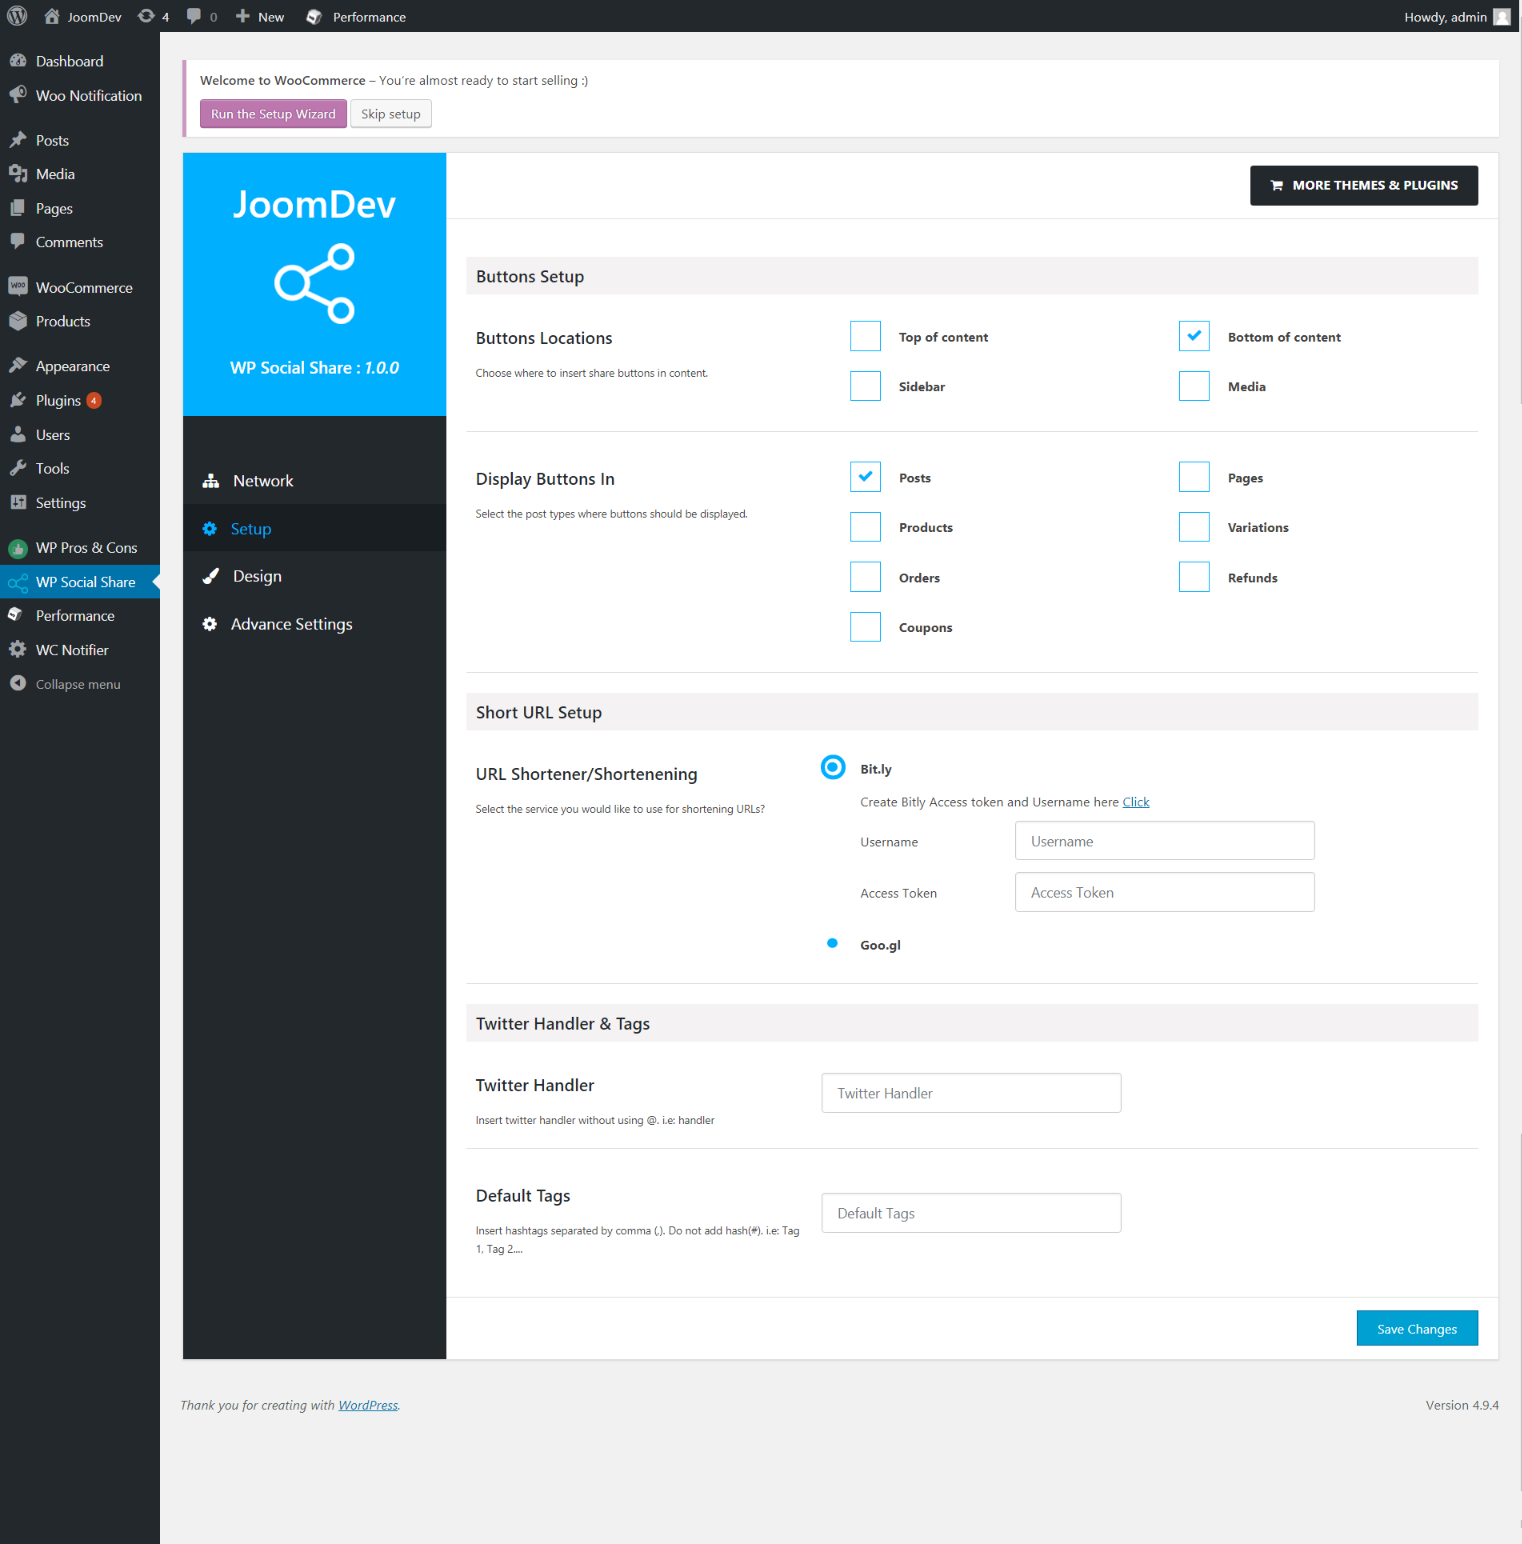 JoomDev 4 0 New Performance Howdy, admin
Dashboard
Woo Notification
Posts
Media
Pages
Comments
WooCommerce
Products
Appearance
Plugins 4
Users
Tools
Settings
WP Pros & Cons
WP Social Share
Performance
WC Notifier
Collapse menu
Welcome to WooCommerce – You're almost ready to start selling :)
Run the Setup Wizard Skip setup
JoomDev
WP Social Share : 1.0.0
Network
Setup
Design
Advance Settings
MORE THEMES & PLUGINS
Buttons Setup
Buttons Locations
Choose where to insert share buttons in content.
Top of content Bottom of content
Sidebar Media
Display Buttons In
Select the post types where buttons should be displayed.
Posts Pages
Products Variations
Orders Refunds
Coupons
Short URL Setup
URL Shortener/Shortenening
Select the service you would like to use for shortening URLs?
Bit.ly
Create Bitly Access token and Username here Click
Username Username
Access Token Access Token
Goo.gl
Twitter Handler & Tags
Twitter Handler
Insert twitter handler without using @. i.e: handler
Twitter Handler
Default Tags
Insert hashtags separated by comma (,). Do not add hash(#). i.e: Tag
1. Tag 2....
Default Tags
Save Changes
Thank you for creating with WordPress. Version 4.9.4